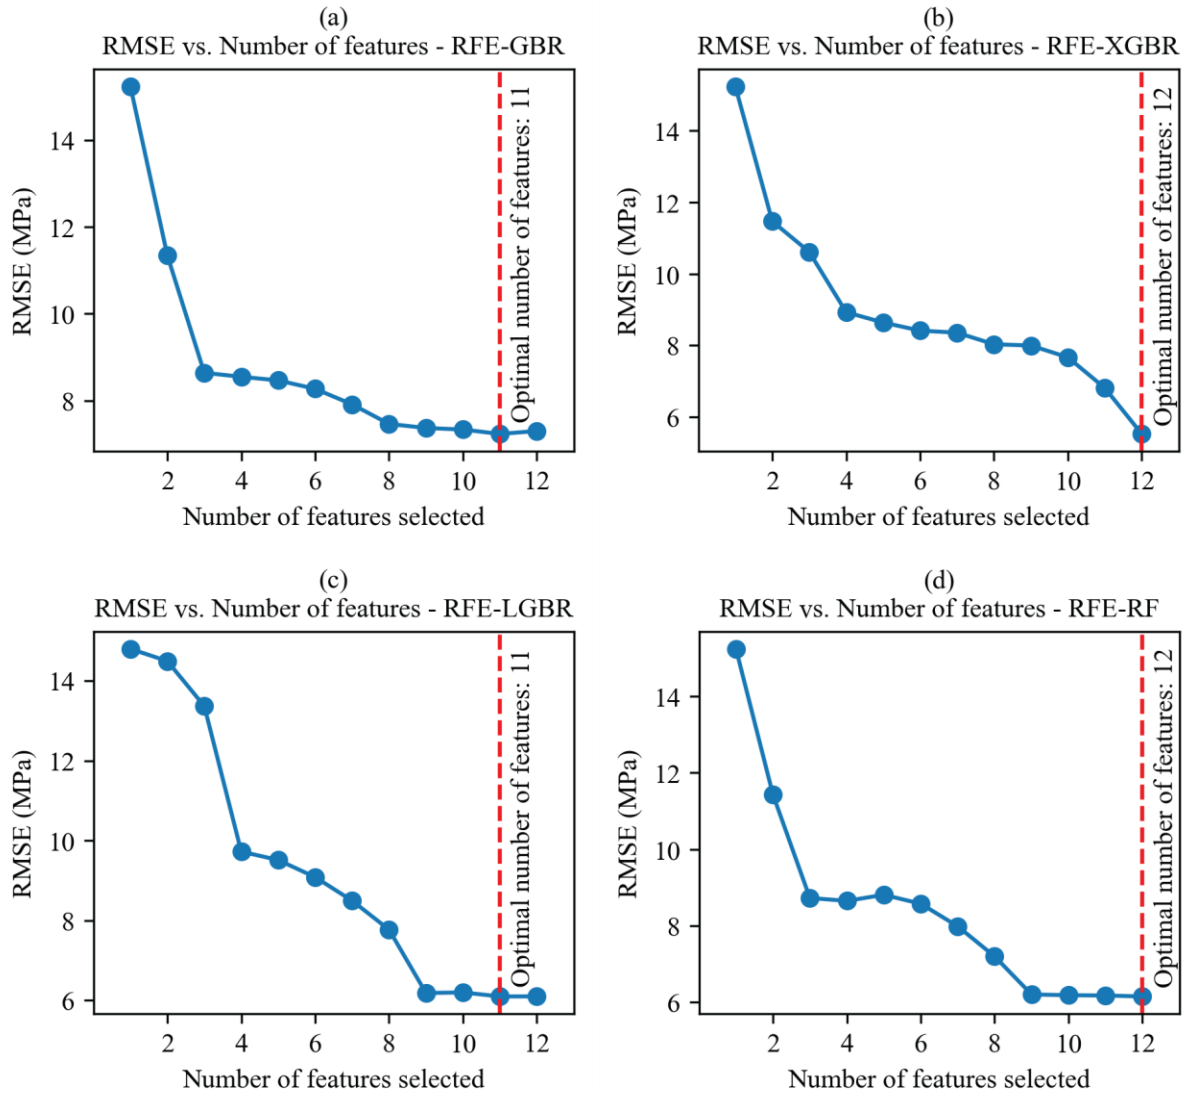 (a)
RMSE vs. Number of features - RFE-GBR
RMSE (MPa)
14
12
10
8
Optimal number of features: 11
2 4 6 8 10 12
Number of features selected
(b)
RMSE vs. Number of features - RFE-XGBR
RMSE (MPa)
14
12
10
8
6
Optimal number of features: 12
2 4 6 8 10 12
Number of features selected
(c)
RMSE vs. Number of features - RFE-LGBR
RMSE (MPa)
14
12
10
8
6
Optimal number of features: 11
2 4 6 8 10 12
Number of features selected
(d)
RMSE vs. Number of features - RFE-RF
RMSE (MPa)
14
12
10
8
6
Optimal number of features: 12
2 4 6 8 10 12
Number of features selected